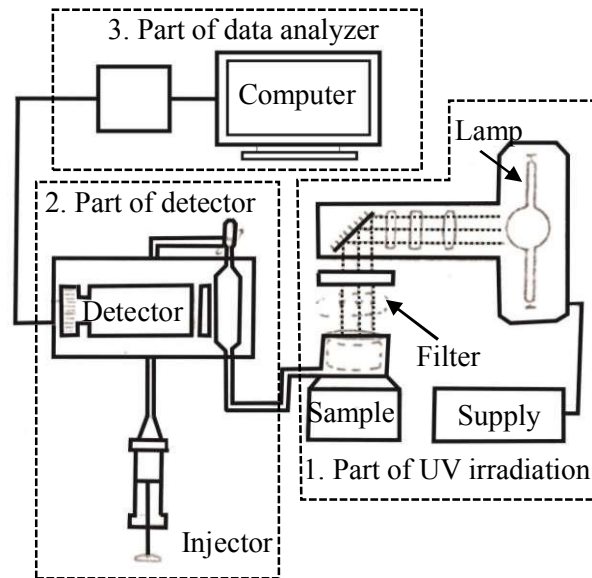 3. Part of data analyzer
Computer
Lamp
2. Part of detector
Detector
Filter
Sample
Supply
1. Part of UV irradiation
Injector